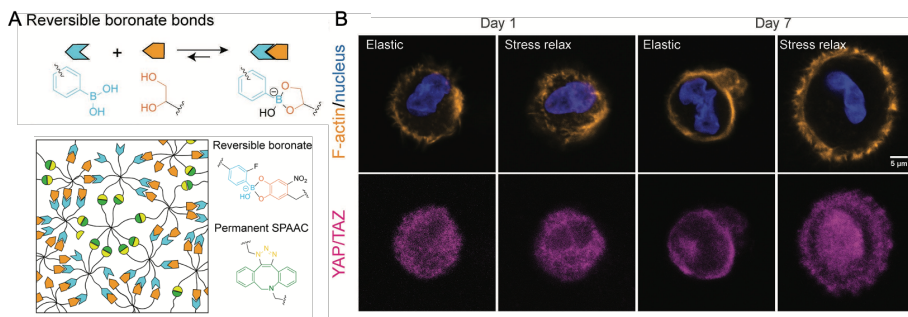 A Reversible boronate bonds
+
HO
HO
OH
B
OH
⊖
B
O
O
HO
Reversible boronate
F
O
B
⊖
HO
O
NO₂
Permanent SPAAC
N
N
N
N
B
Day 1
Day 7
Elastic
Stress relax
Elastic
Stress relax
F-actin/nucleus
5 µm
YAP/TAZ